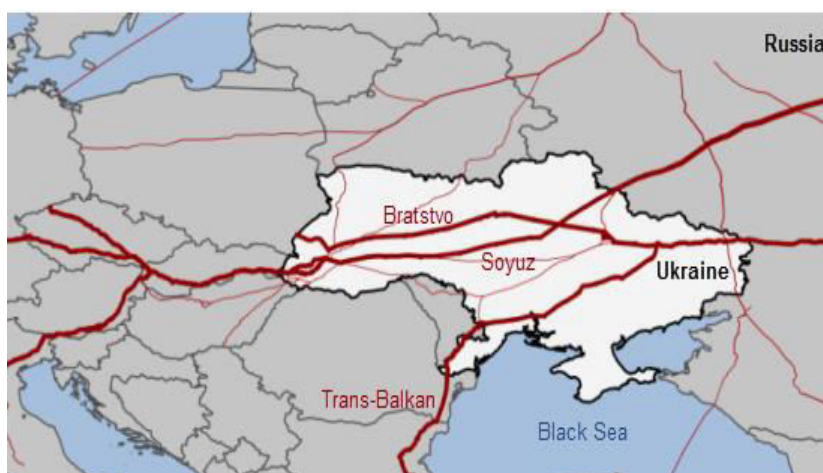 Russia
Bratstvo
Soyuz
Ukraine
Trans-Balkan
Black Sea